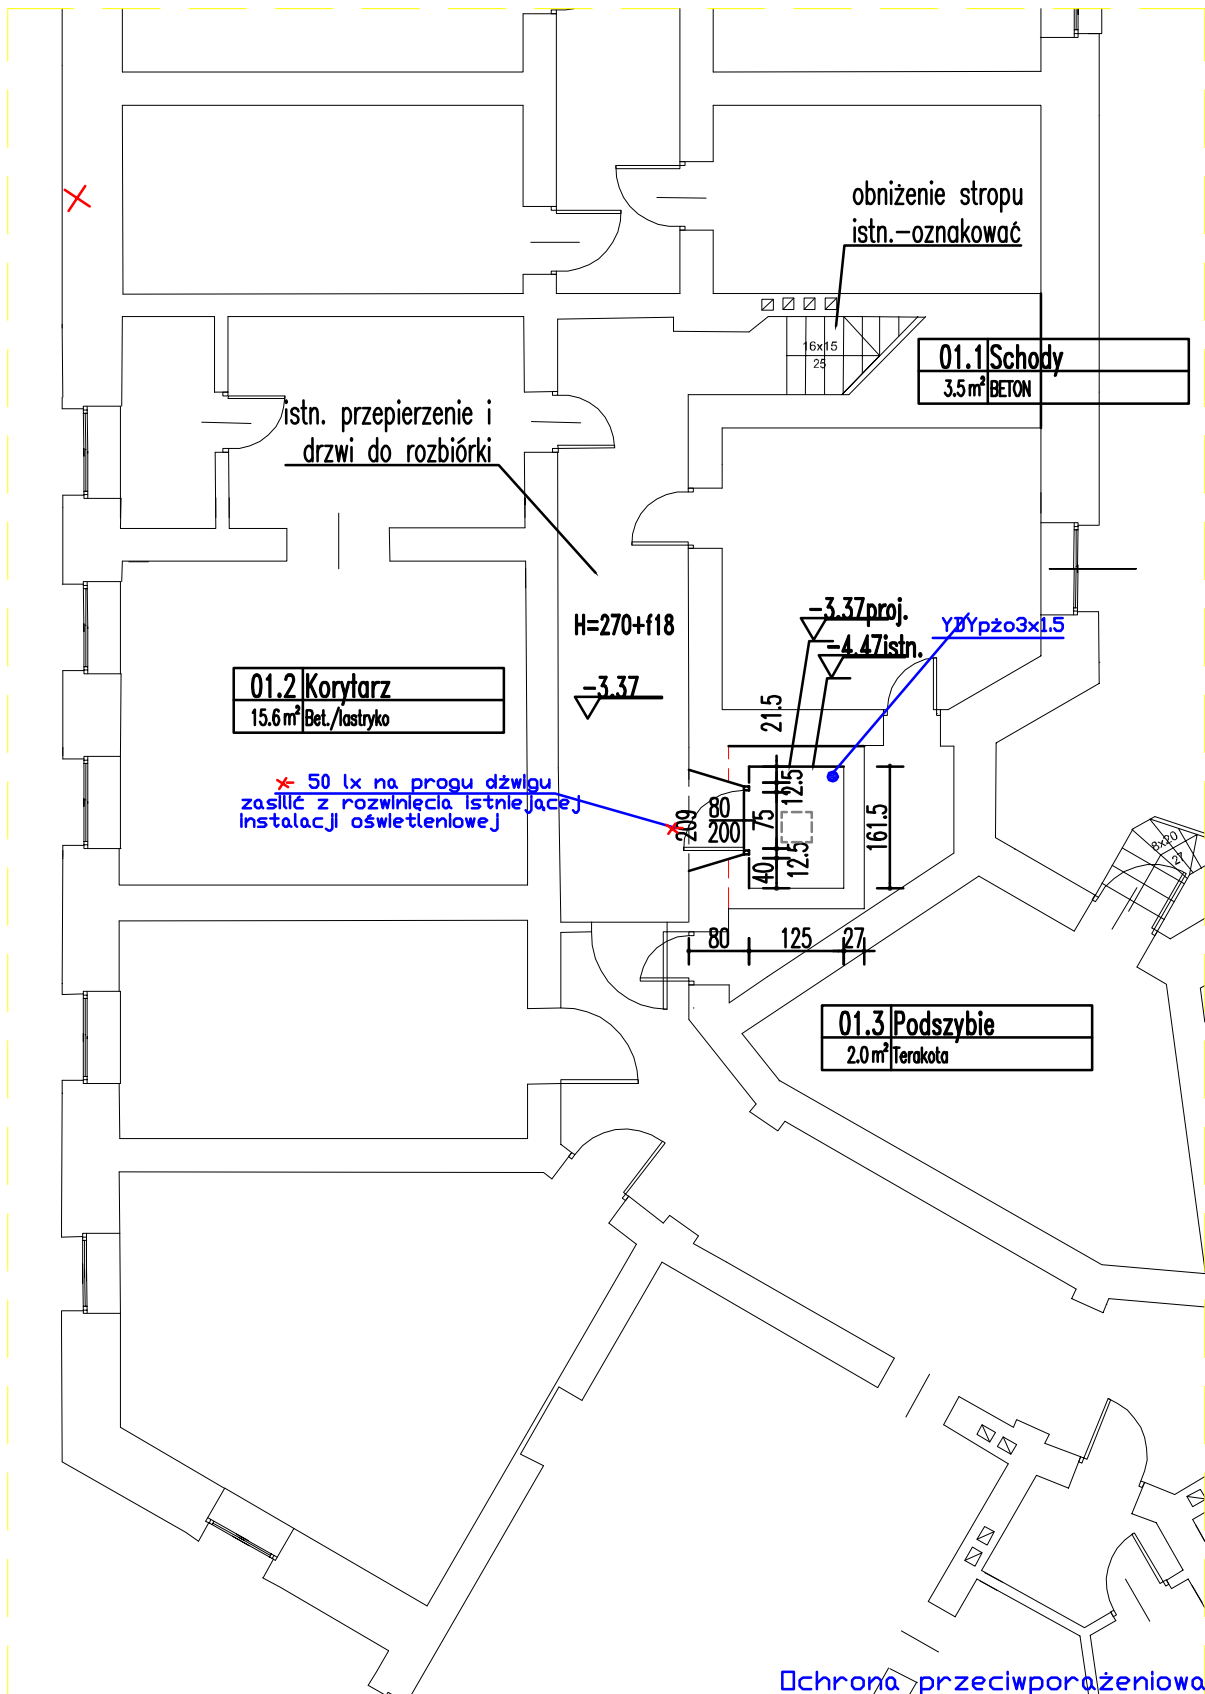 obniżenie stropu
istn.-oznakować
16x15
25
01.1 Schody
3.5 m² BETON
istn. przepierzenie i
drzwi do rozbiórki
H=270+f18
-3.37proj.
-4.47istn.
YDYpżo3x1.5
01.2 Korytarz
15.6 m² Bet./lastryko
-3.37
21.5
50 lx na progu dźwigu
zasilić z rozwinięcia istniejącej
instalacji oświetleniowej
209
80
200
75
12.5
12.5
40
161.5
8x20
27
80
125
27
01.3 Podszybie
2.0 m² Terakota
Ochrona przeciwporażeniowa